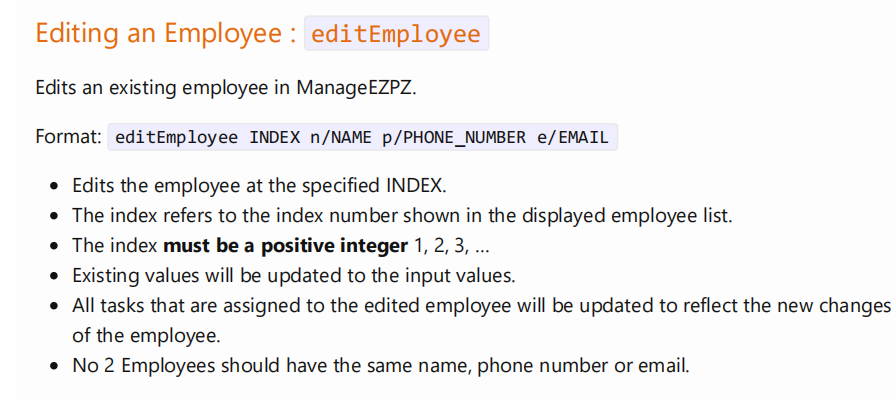 Editing an Employee : editEmployee
Edits an existing employee in ManageEZPZ.
Format: editEmployee INDEX n/NAME p/PHONE_NUMBER e/EMAIL
• Edits the employee at the specified INDEX.
• The index refers to the index number shown in the displayed employee list.
• The index must be a positive integer 1, 2, 3, …
• Existing values will be updated to the input values.
• All tasks that are assigned to the edited employee will be updated to reflect the new changes
of the employee.
• No 2 Employees should have the same name, phone number or email.